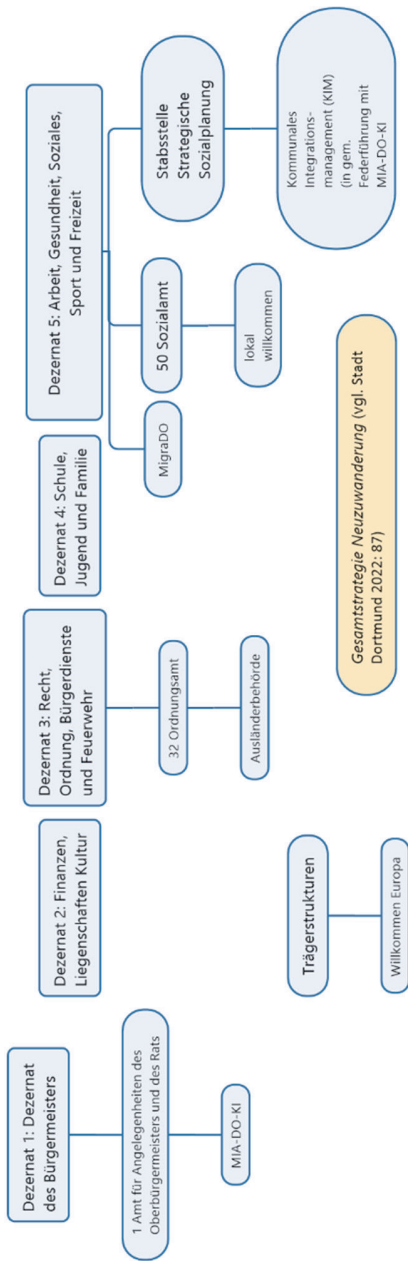 Dezernat 1: Dezernat
des Bürgermeisters
1 Amt für Angelegenheiten des
Oberbürgermeisters und des Rats
MIA-DO-KI
Dezernat 2: Finanzen,
Liegenschaften Kultur
Trägerstrukturen
Willkommen Europa
Dezernat 3: Recht,
Ordnung, Bürgerdienste
und Feuerwehr
32 Ordnungsamt
Ausländerbehörde
Dezernat 4: Schule,
Jugend und Familie
Dezernat 5: Arbeit, Gesundheit, Soziales,
Sport und Freizeit
MigraDO
50 Sozialamt
lokal
willkommen
Stabsstelle
Strategische
Sozialplanung
Kommunales
Integrations-
management (KIM)
(in gem.
Federführung mit
MIA-DO-KI
Gesamtstrategie Neuzuwanderung (vgl. Stadt
Dortmund 2022: 87)